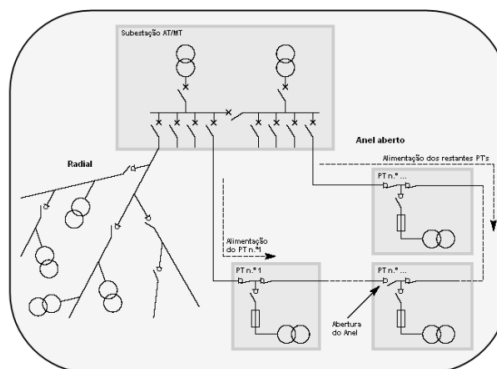 Subestação AT/MT
Anel aberto
Radial
Alimentação dos restantes PT's
PT n.º ...
Alimentação
do PT n.º1
PT n.º 1
PT n.º ...
Abertura
do Anel